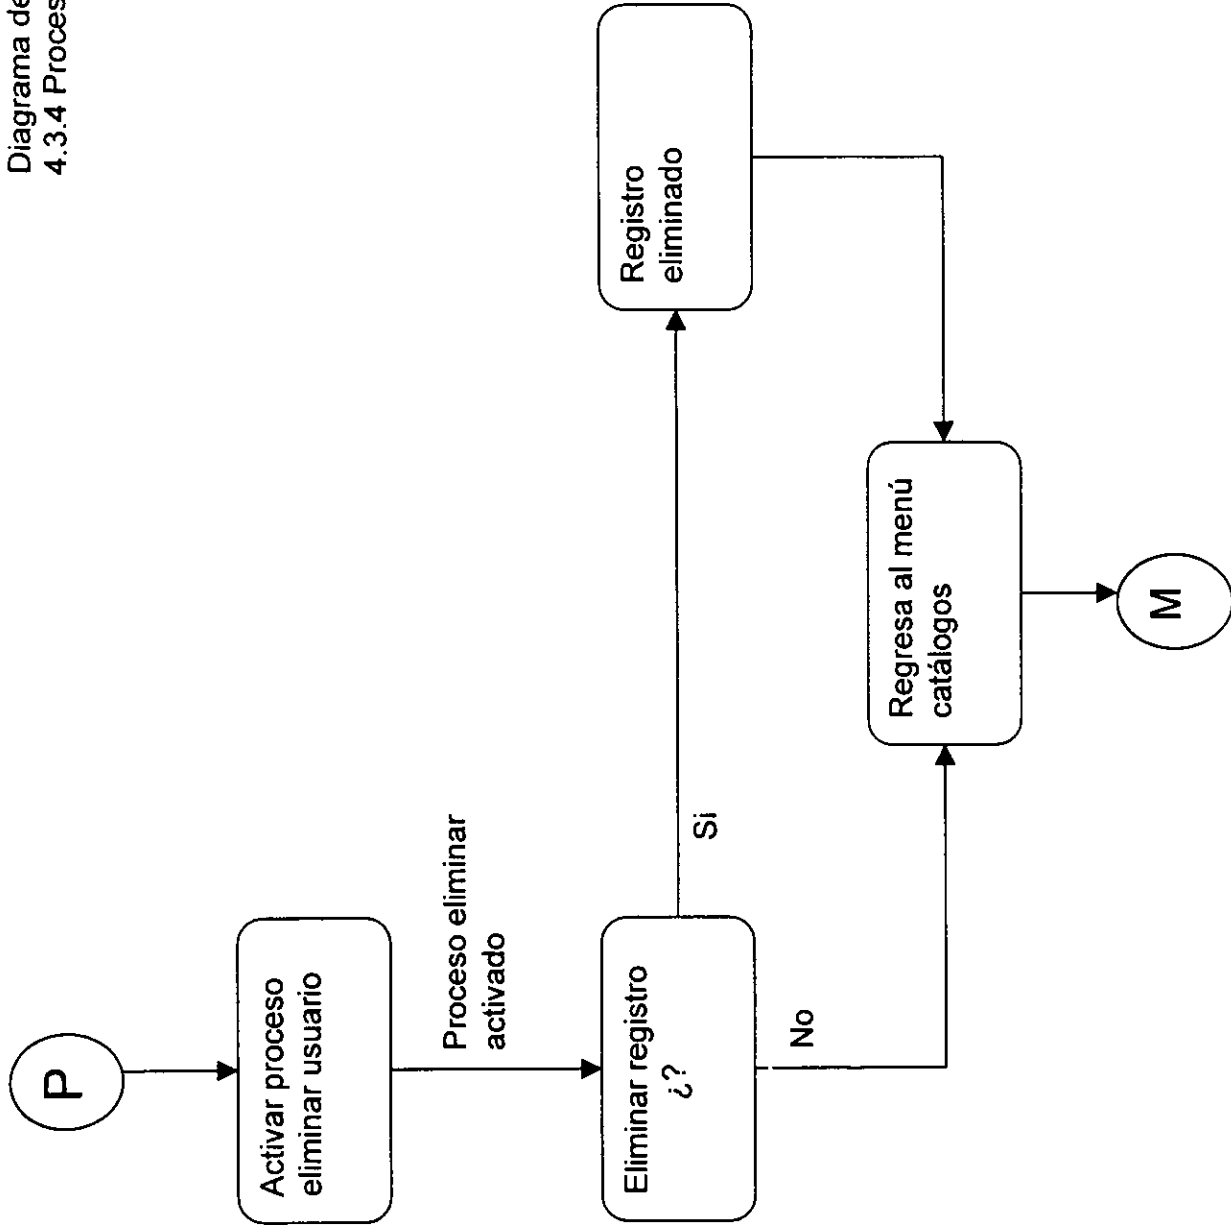 Diagrama de
4.3.4 Proces
P
Activar proceso
eliminar usuario
Proceso eliminar
activado
Eliminar registro
¿?
Si
No
Registro
eliminado
Regresa al menú
catálogos
M